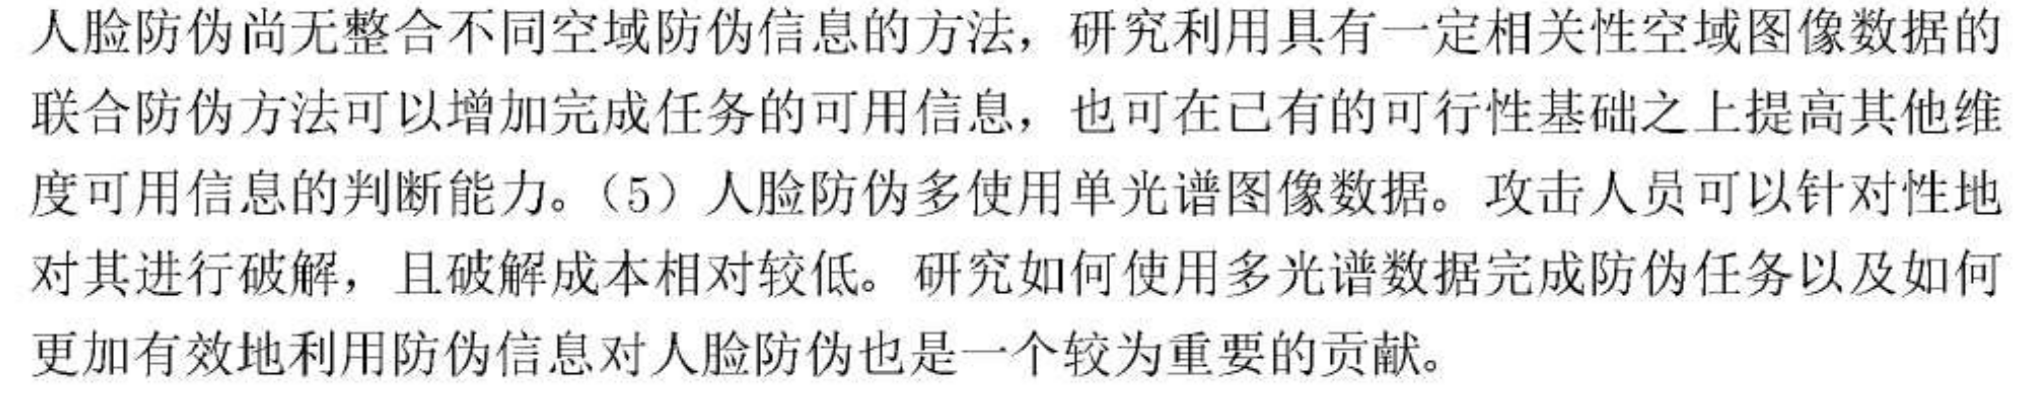 人脸防伪尚无整合不同空域防伪信息的方法，研究利用具有一定相关性空域图像数据的
联合防伪方法可以增加完成任务的可用信息，也可在已有的可行性基础之上提高其他维
度可用信息的判断能力。（5）人脸防伪多使用单光谱图像数据。攻击人员可以针对性地
对其进行破解，且破解成本相对较低。研究如何使用多光谱数据完成防伪任务以及如何
更加有效地利用防伪信息对人脸防伪也是一个较为重要的贡献。